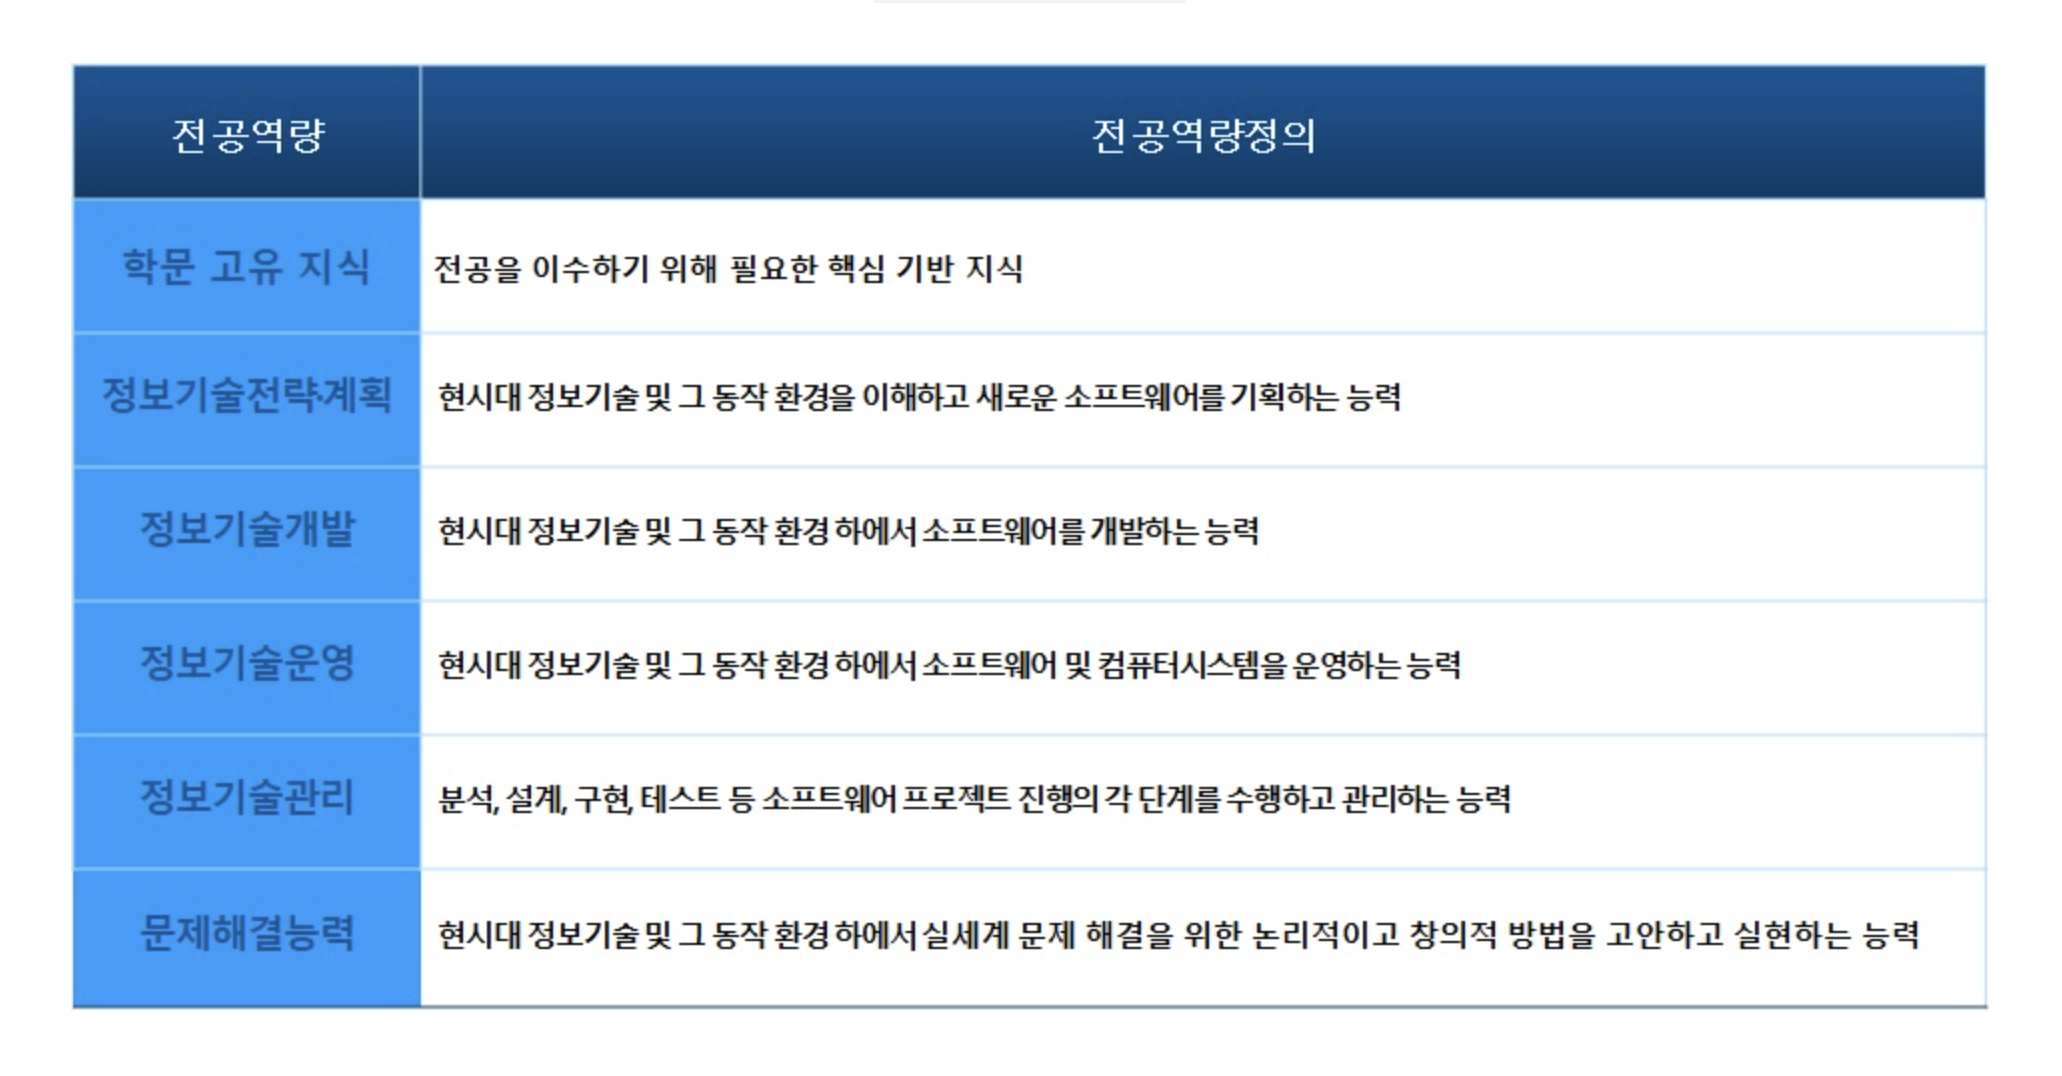 전공역량 전공역량정의
학문 고유 지식 전공을 이수하기 위해 필요한 핵심 기반 지식
정보기술전략·계획 현시대 정보기술 및 그 동작 환경을 이해하고 새로운 소프트웨어를 기획하는 능력
정보기술개발 현시대 정보기술 및 그 동작 환경 하에서 소프트웨어를 개발하는 능력
정보기술운영 현시대 정보기술 및 그 동작 환경 하에서 소프트웨어 및 컴퓨터시스템을 운영하는 능력
정보기술관리 분석, 설계, 구현, 테스트 등 소프트웨어 프로젝트 진행의 각 단계를 수행하고 관리하는 능력
문제해결능력 현시대 정보기술 및 그 동작 환경 하에서 실세계 문제 해결을 위한 논리적이고 창의적 방법을 고안하고 실현하는 능력